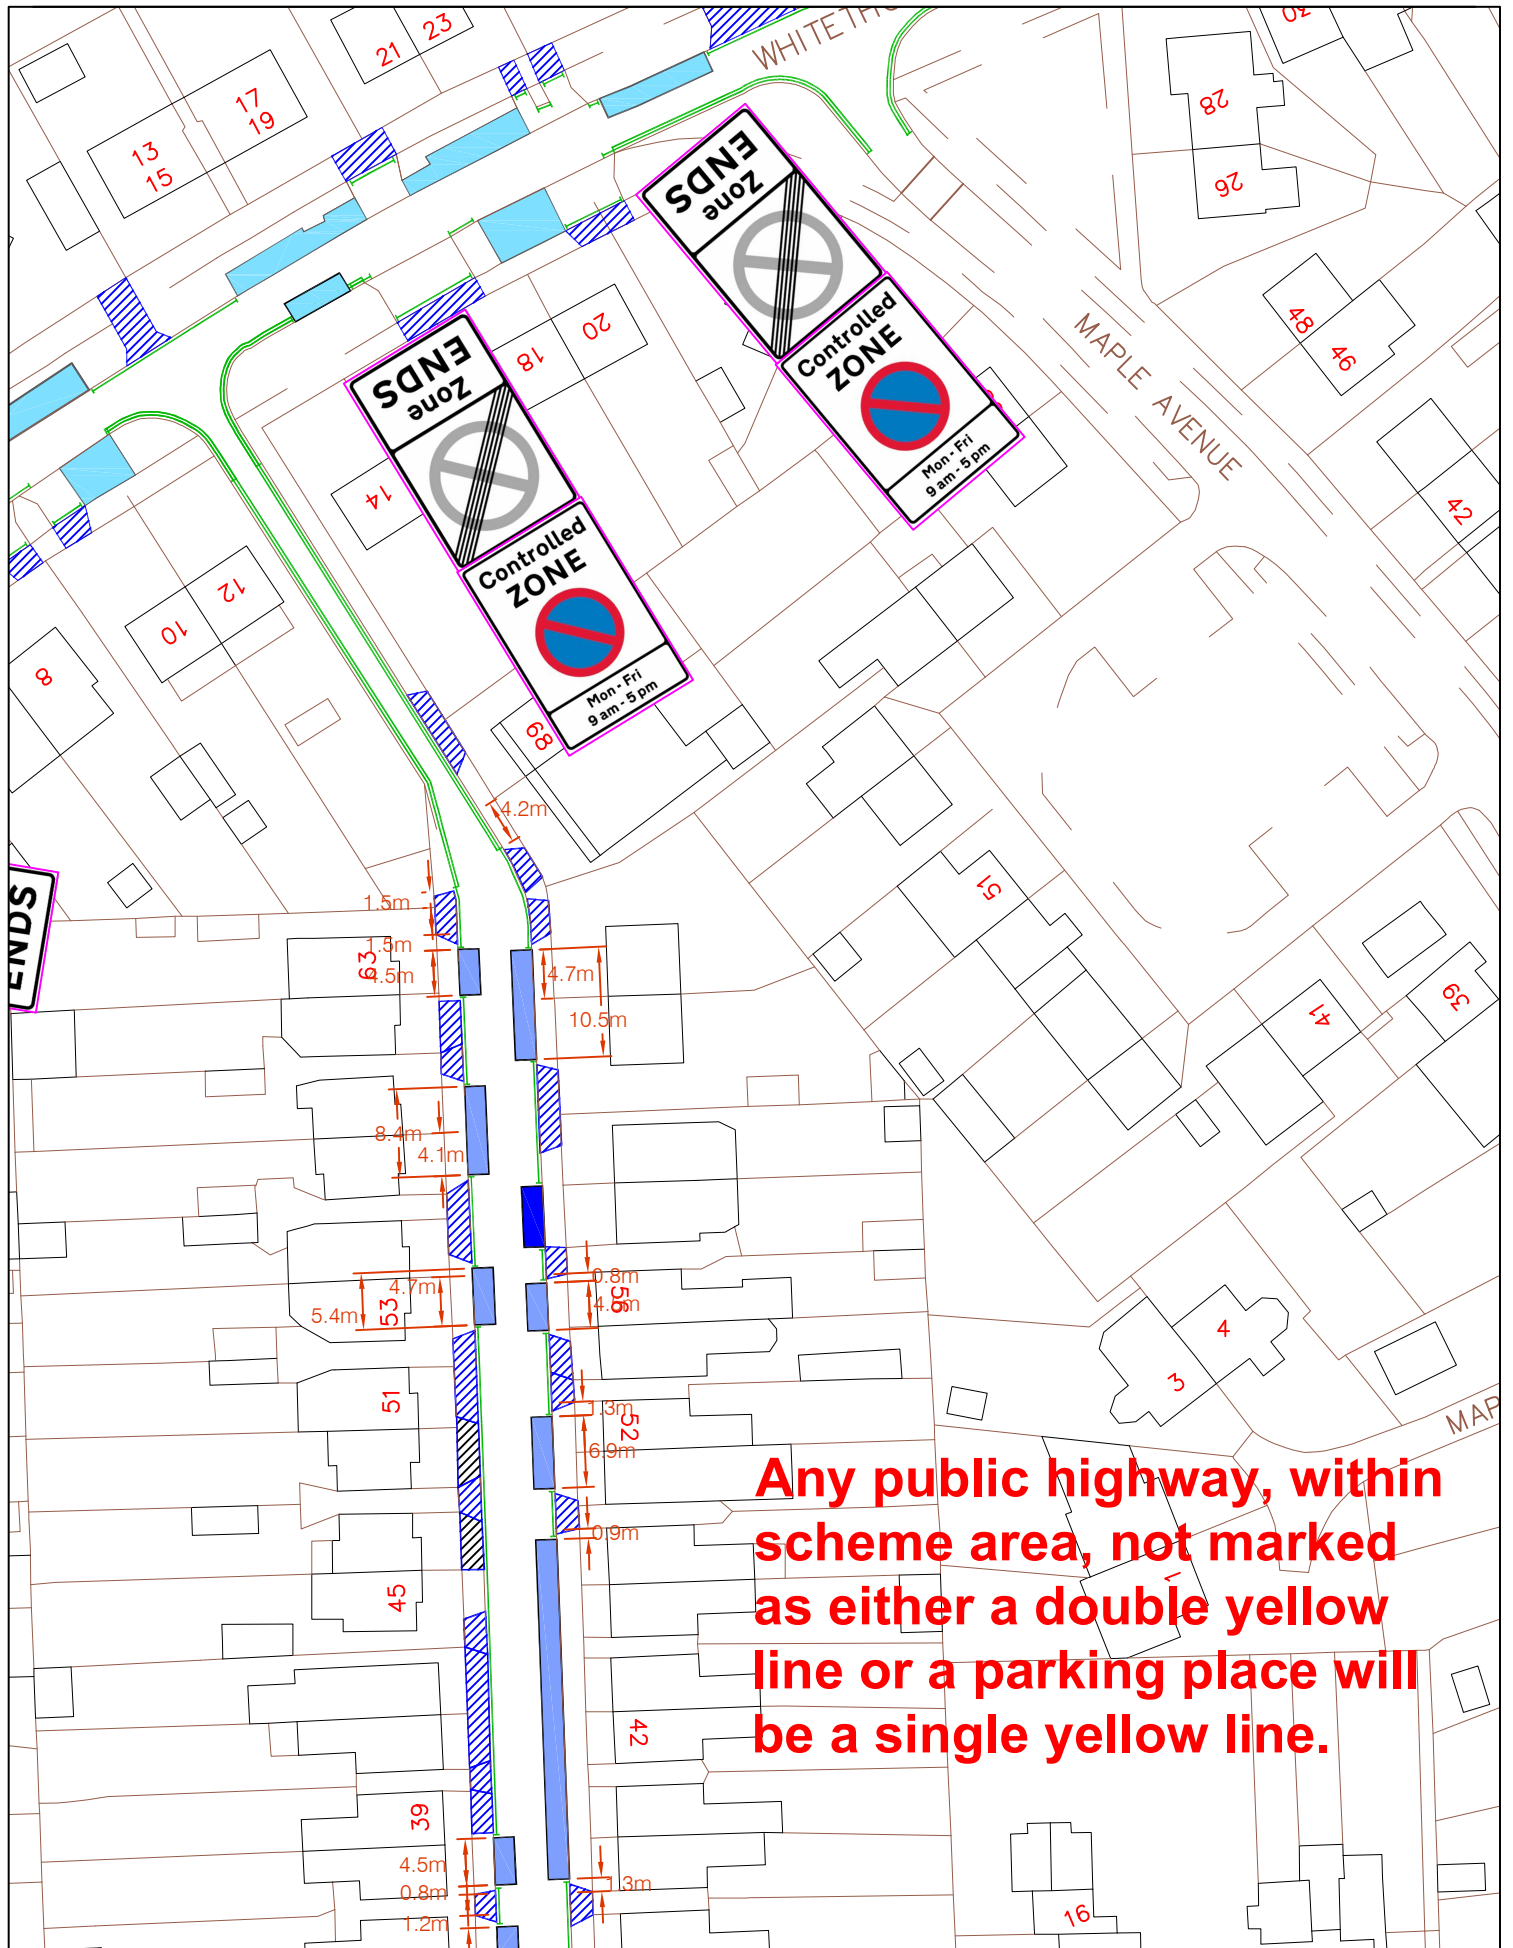 21
23
WHITETHO
30
17
19
13
15
28
26
ENDS
Zone
Controlled
ZONE
Mon - Fri
9 am - 5 pm
48
46
MAPLE AVENUE
20
18
ENDS
Zone
14
Controlled
ZONE
Mon - Fri
9 am - 5 pm
42
12
10
8
68
4.2m
ENDS
51
1.5m
1.5m
63
4.5m
4.7m
10.5m
39
41
8.4m
4.1m
0.8m
4.7m
5.4m
53
56
4
3
51
1.3m
52
6.9m
MAP
Any public highway, within
scheme area, not marked
as either a double yellow
line or a parking place will
be a single yellow line.
0.9m
1
45
42
39
4.5m
0.8m
1.2m
1.3m
16